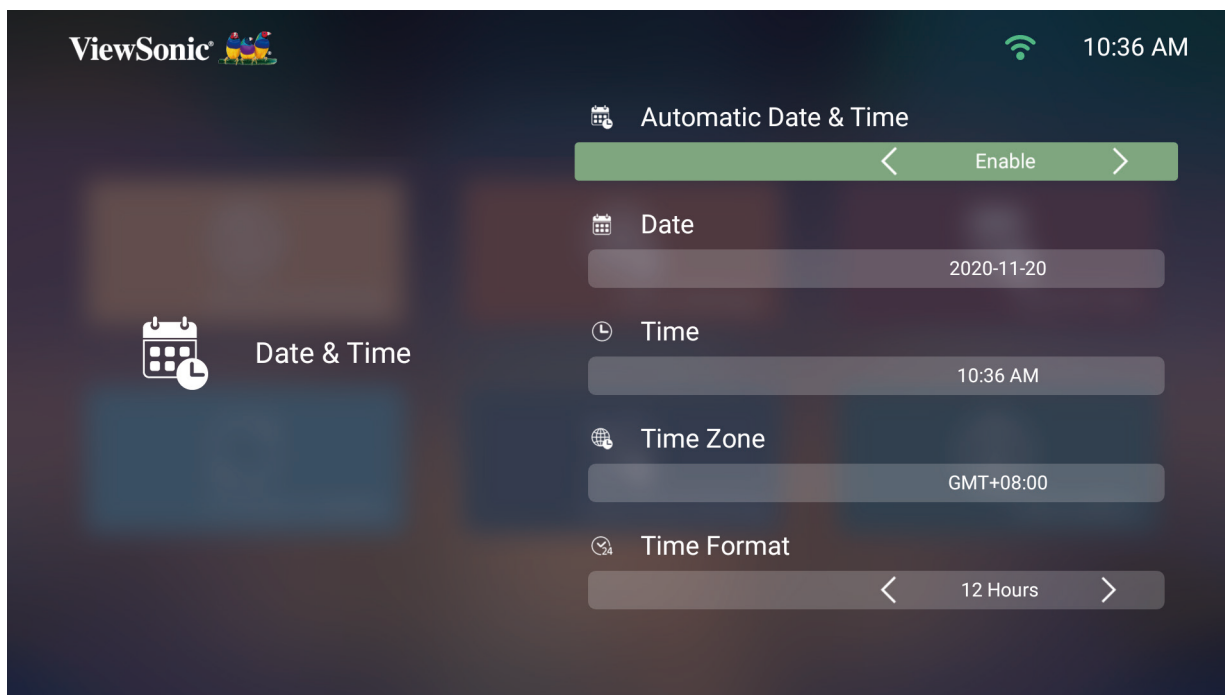 ViewSonic®
10:36 AM
Automatic Date & Time
Enable
Date
2020-11-20
Date & Time
Time
10:36 AM
Time Zone
GMT+08:00
Time Format
12 Hours
24